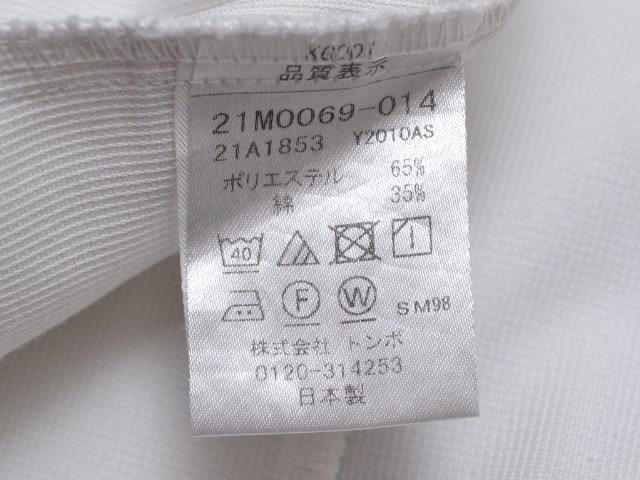 品質表示
21M0069-014
21A1853 Y2010AS
ポリエステル 65%
綿 35%
40
F W SM98
株式会社 トンボ
0120-314253
日本製